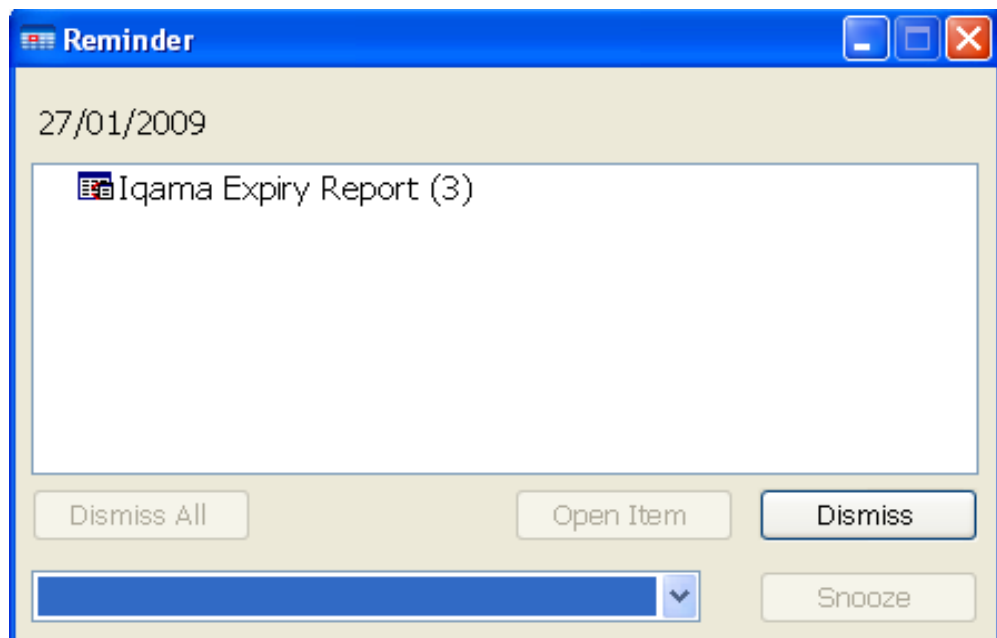 Reminder
27/01/2009
Iqama Expiry Report (3)
Dismiss All
Open Item
Dismiss
Snooze